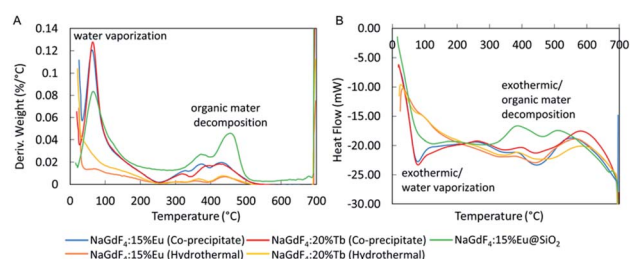 A
Deriv. Weight (%/°C)
0.14
0.12
0.1
0.08
0.06
0.04
0.02
0
water vaporization
organic mater
decomposition
0 100 200 300 400 500 600 700
Temperature (°C)
B
Heat Flow (mW)
0.00
-5.00
-10.00
-15.00
-20.00
-25.00
-30.00
0 100 200 300 400 500 600 700
exothermic/
organic mater
decomposition
exothermic/
water vaporization
Temperature (°C)
NaGdF4:15%Eu (Co-precipitate) NaGdF4:20%Tb (Co-precipitate) NaGdF4:15%Eu@SiO2
NaGdF4:15%Eu (Hydrothermal) NaGdF4:20%Tb (Hydrothermal)